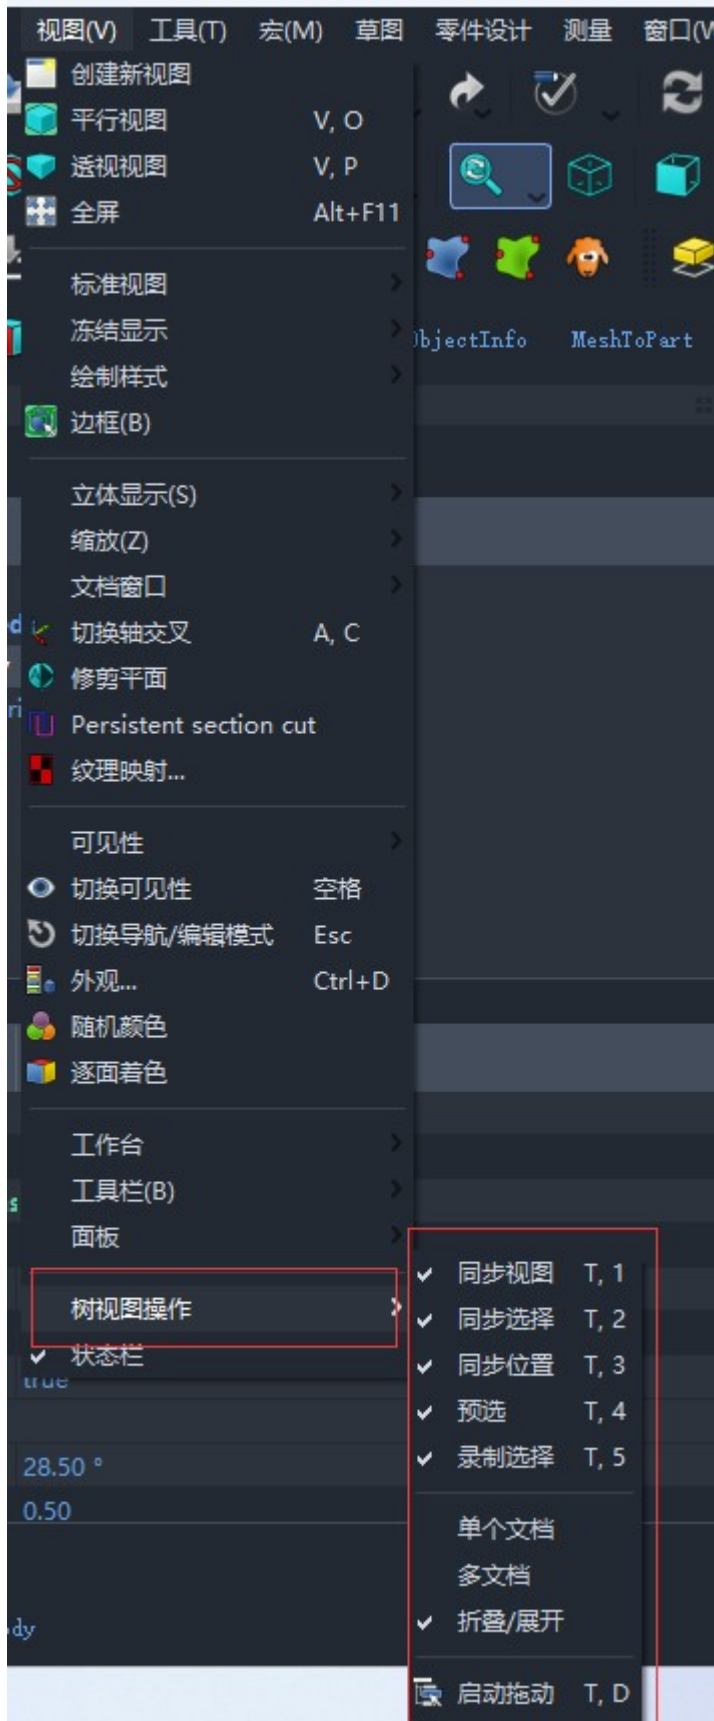 视图(V) 工具(T) 宏(M) 草图 零件设计 测量 窗口(W
创建新视图
平行视图 V, O
透视视图 V, P
全屏 Alt+F11
标准视图
冻结显示
bjectInfo MeshToPart
绘制样式
边框(B)
立体显示(S)
缩放(Z)
文档窗口
切换轴交叉 A, C
修剪平面
Persistent section cut
纹理映射...
可见性
切换可见性 空格
切换导航/编辑模式 Esc
外观... Ctrl+D
随机颜色
逐面着色
工作台
工具栏(B)
面板
树视图操作
状态栏
true
28.50 °
0.50
dy
同步视图 T, 1
同步选择 T, 2
同步位置 T, 3
预选 T, 4
录制选择 T, 5
单个文档
多文档
折叠/展开
启动拖动 T, D